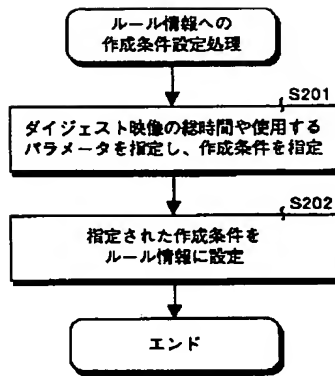 ルール情報への
作成条件設定処理
S201
ダイジェスト映像の総時間や使用する
パラメータを指定し、作成条件を指定
S202
指定された作成条件を
ルール情報に設定
エンド